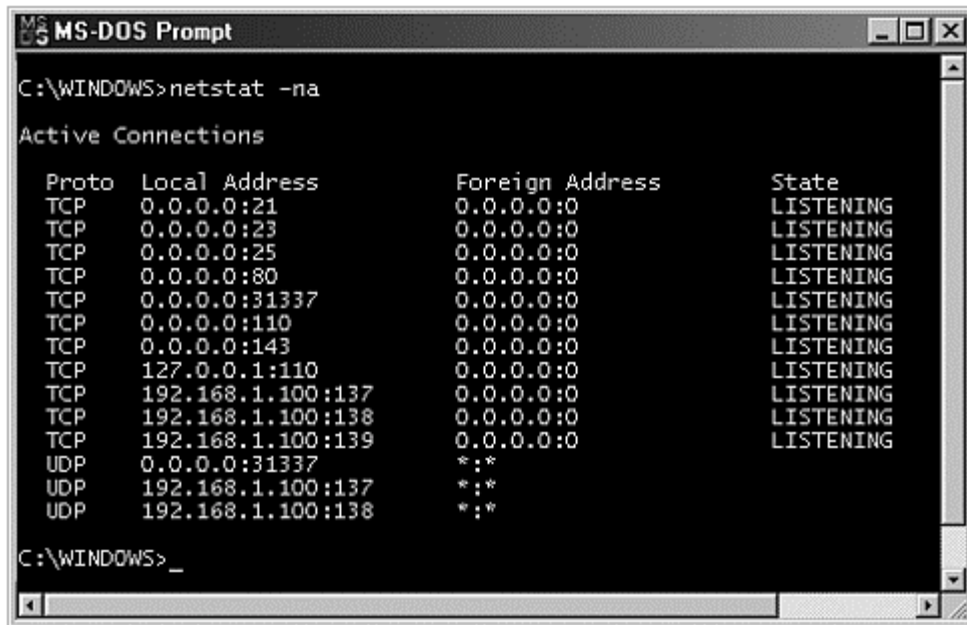 MS-DOS Prompt
C:\WINDOWS>netstat -na
Active Connections
Proto Local Address Foreign Address State
TCP 0.0.0.0:21 0.0.0.0:0 LISTENING
TCP 0.0.0.0:23 0.0.0.0:0 LISTENING
TCP 0.0.0.0:25 0.0.0.0:0 LISTENING
TCP 0.0.0.0:80 0.0.0.0:0 LISTENING
TCP 0.0.0.0:31337 0.0.0.0:0 LISTENING
TCP 0.0.0.0:110 0.0.0.0:0 LISTENING
TCP 0.0.0.0:143 0.0.0.0:0 LISTENING
TCP 127.0.0.1:110 0.0.0.0:0 LISTENING
TCP 192.168.1.100:137 0.0.0.0:0 LISTENING
TCP 192.168.1.100:138 0.0.0.0:0 LISTENING
TCP 192.168.1.100:139 0.0.0.0:0 LISTENING
UDP 0.0.0.0:31337 *:*
UDP 192.168.1.100:137 *:*
UDP 192.168.1.100:138 *:*
C:\WINDOWS>_